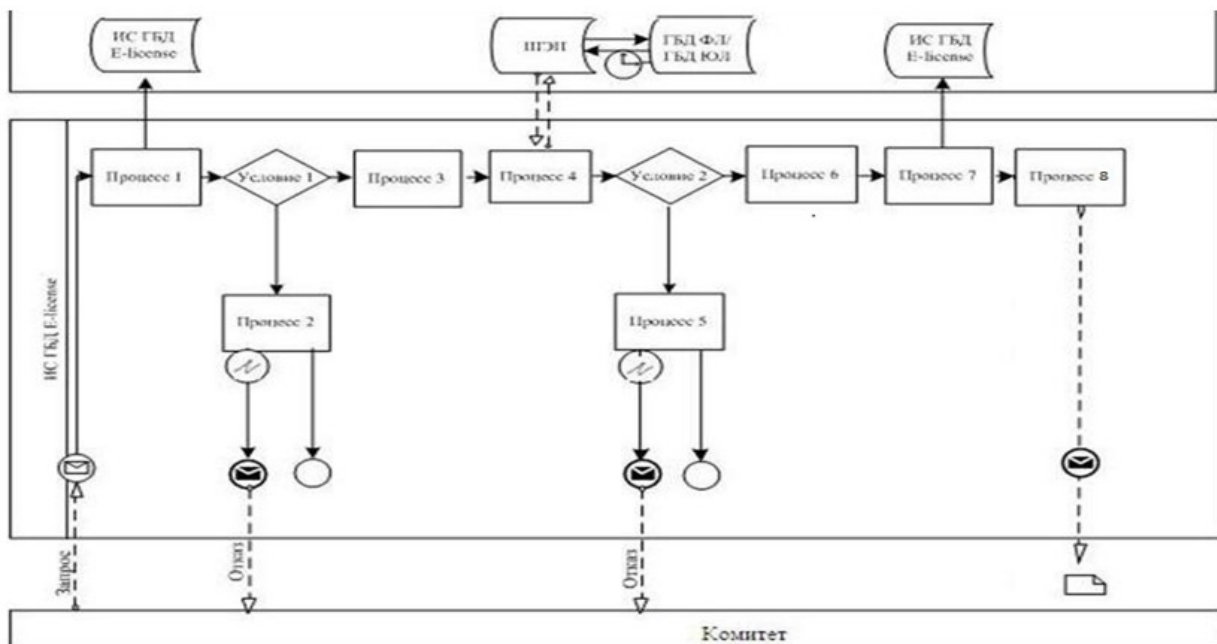 ИС ГБД
E-license
ШЭП
ГБД ФЛ/
ГБД ЮЛ
ИС ГБД
E-license
Процесс 1
Условие 1
Процесс 3
Процесс 4
Условие 2
Процесс 6
Процесс 7
Процесс 8
ИС ГБД E-license
Процесс 2
Процесс 5
Запрос
Отказ
Отказ
Комитет